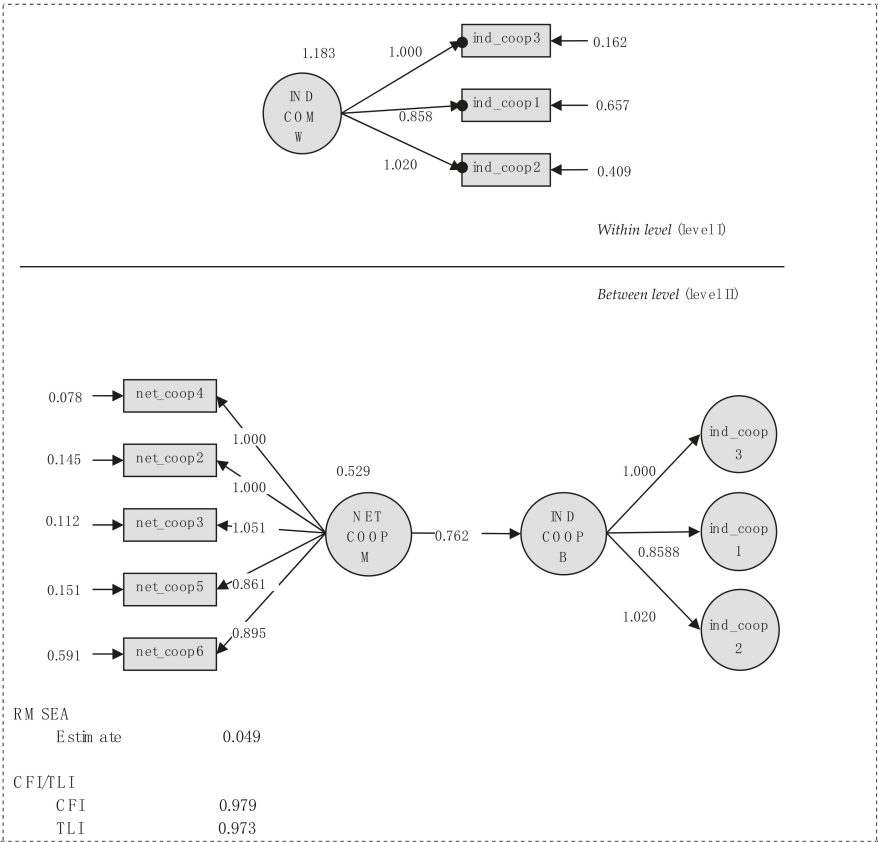 1.183
1.000
ind_coop3
0.162
IND
COM
W
0.858
ind_coop1
0.657
1.020
ind_coop2
0.409
Within level (level I)
Between level (level II)
0.078
net_coop4
1.000
0.145
net_coop2
1.000
0.112
net_coop3
1.051
0.151
net_coop5
0.861
0.591
net_coop6
0.895
0.529
NET
COOP
M
0.762
IND
COOP
B
1.000
ind_coop
3
0.8588
ind_coop
1
1.020
ind_coop
2
RMSEA
Estimate 0.049
CFI/TLI
CFI 0.979
TLI 0.973